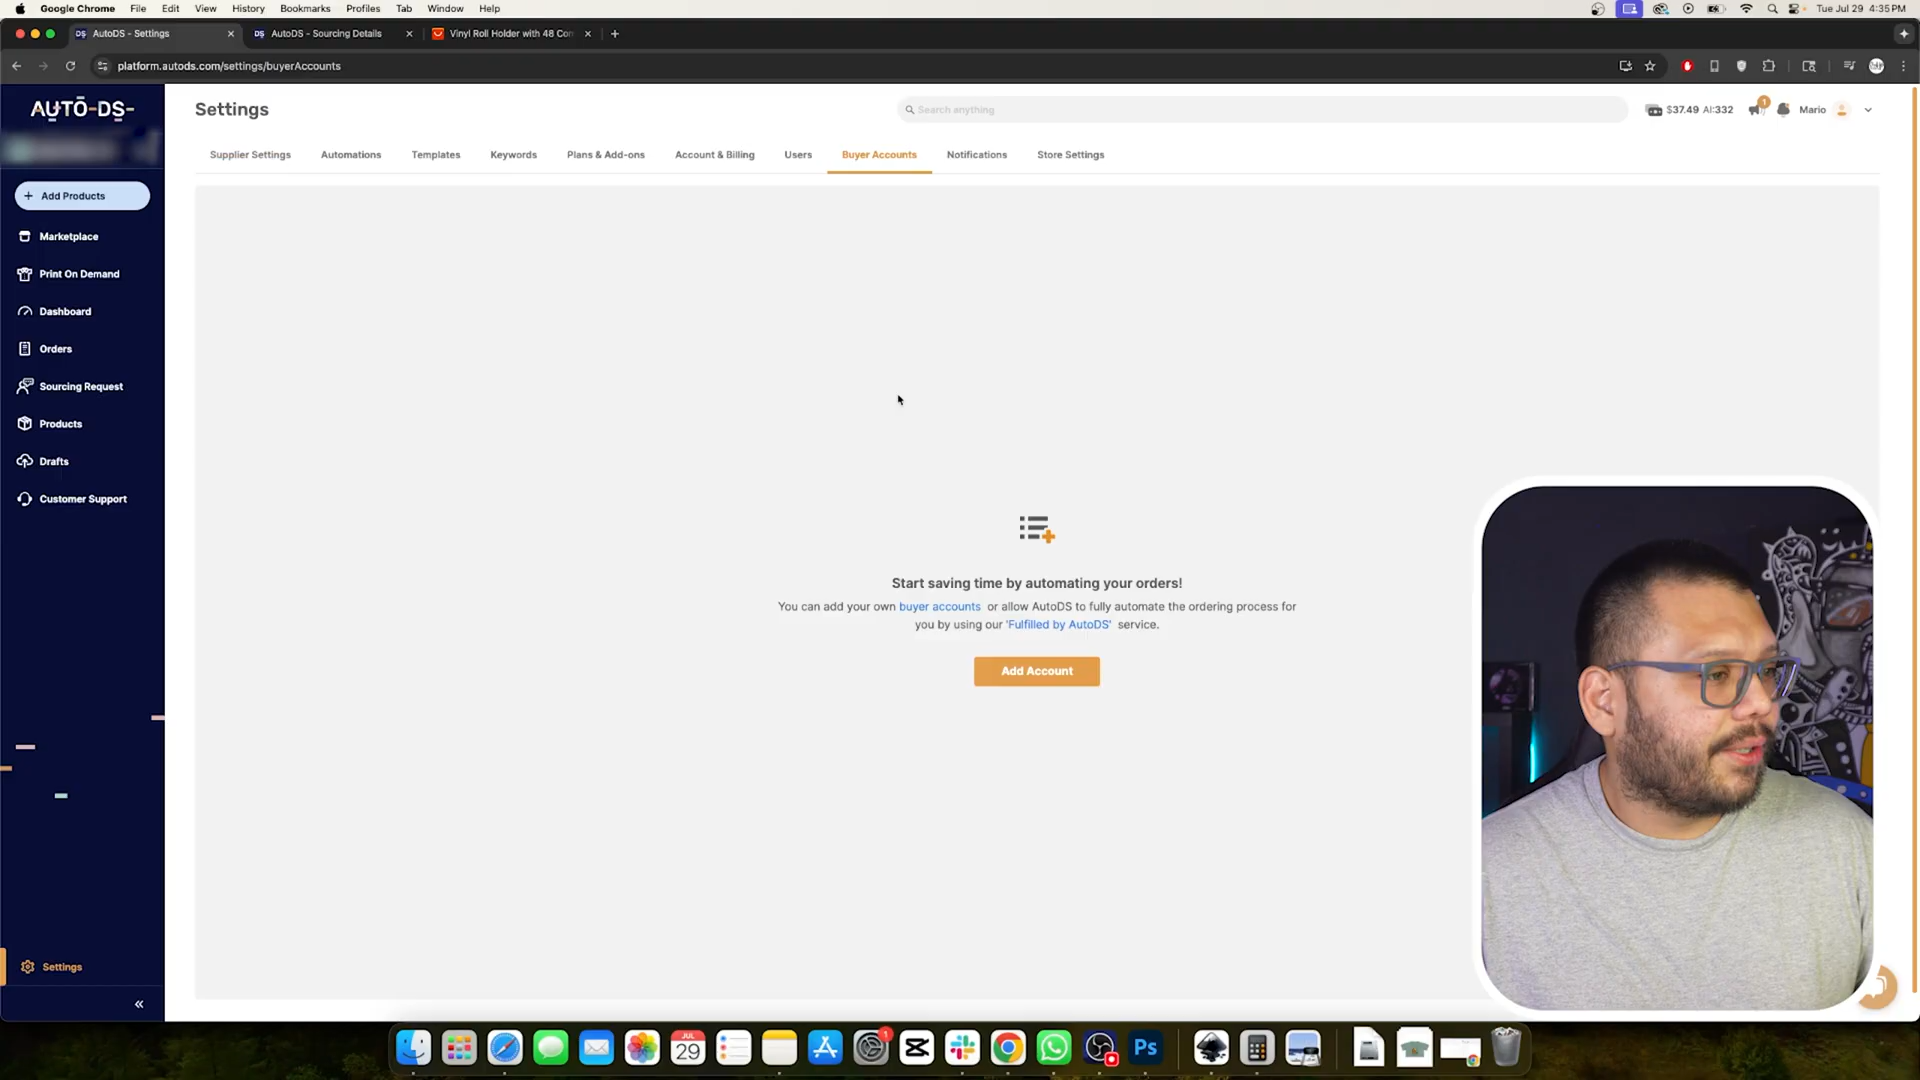 Google Chrome File Edit View History Bookmarks Profiles Tab Window Help Tue Jul 29 4:35 PM
AutoDS - Settings AutoDS - Sourcing Details Vinyl Roll Holder with 48 Con
platform.autods.com/settings/buyerAccounts
AUTO-DS-
Settings
Search anything
$37.49 AI:332
1
Mario
Supplier Settings Automations Templates Keywords Plans & Add-ons Account & Billing Users Buyer Accounts Notifications Store Settings
+ Add Products
Marketplace
Print On Demand
Dashboard
Orders
Sourcing Request
Products
Drafts
Customer Support
Settings
Start saving time by automating your orders!
You can add your own buyer accounts or allow AutoDS to fully automate the ordering process for
you by using our 'Fulfilled by AutoDS' service.
Add Account
JUL
29
1
Ps